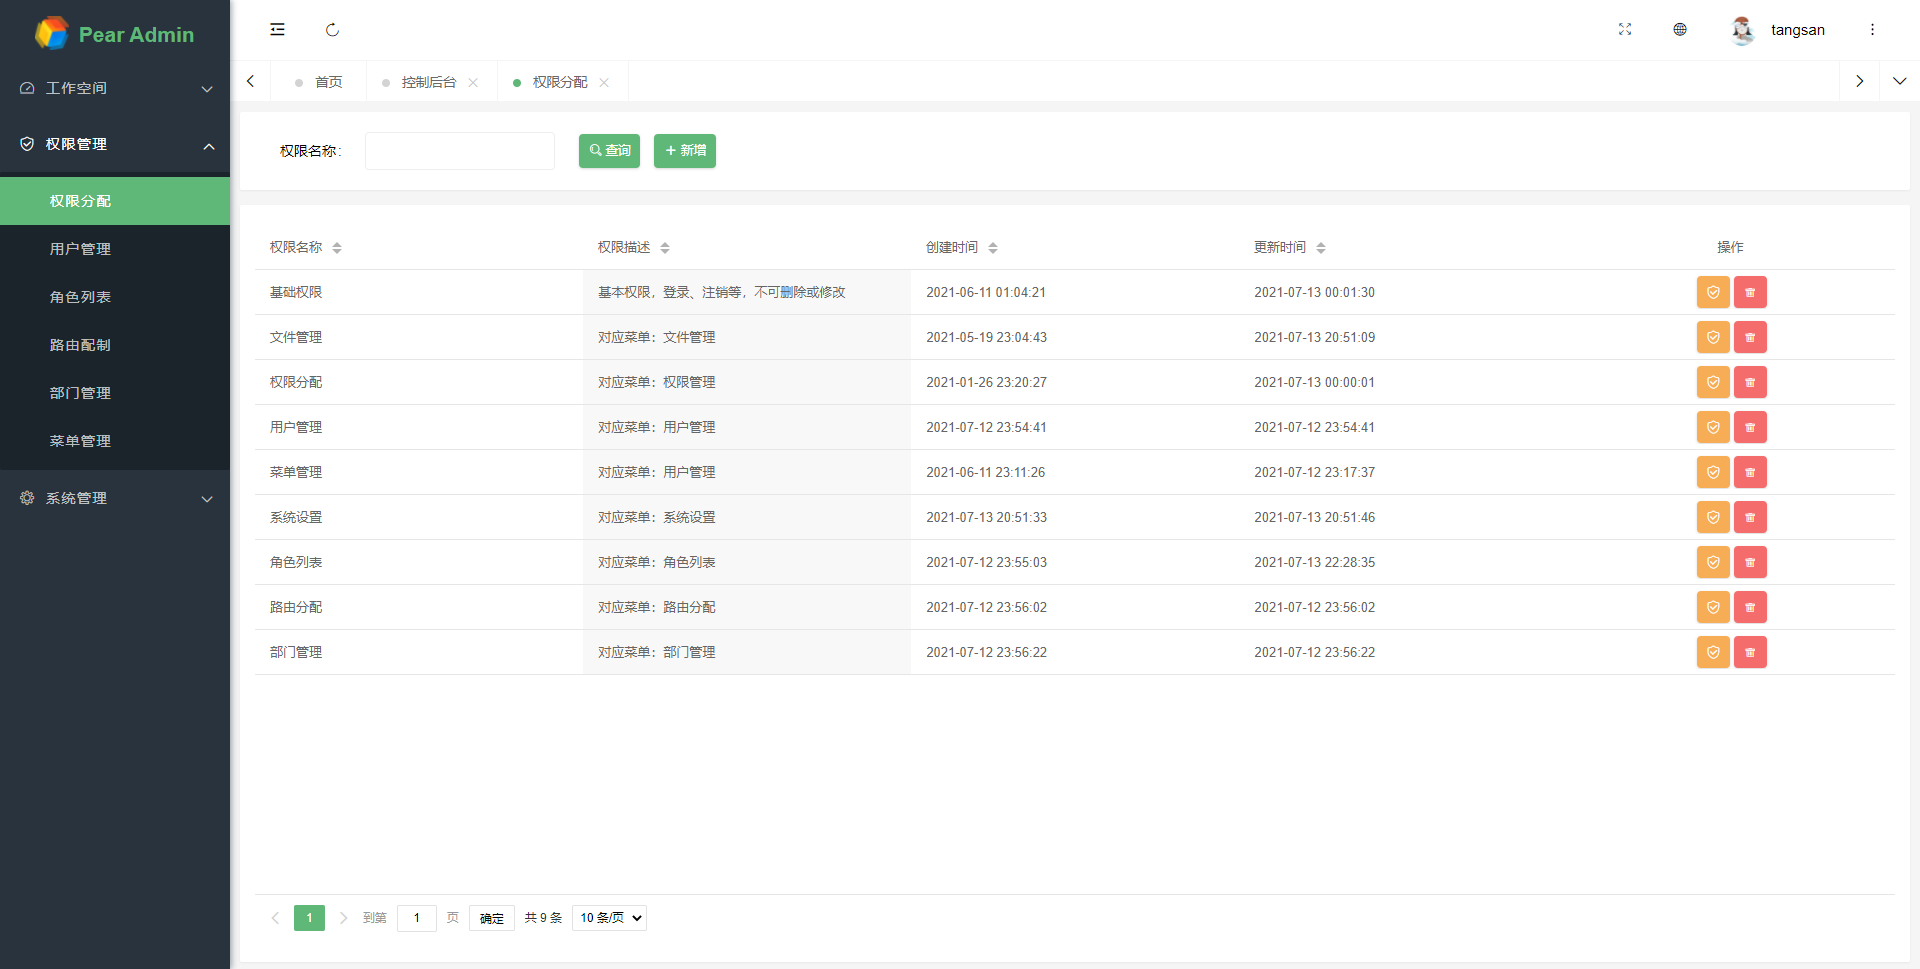 Pear Admin
tangsan
首页
控制后台
权限分配
工作空间
权限管理
权限分配
用户管理
角色列表
路由配制
部门管理
菜单管理
系统管理
权限名称：
查询
新增
权限名称 权限描述 创建时间 更新时间 操作
基础权限 基本权限，登录、注销等，不可删除或修改 2021-06-11 01:04:21 2021-07-13 00:01:30
文件管理 对应菜单：文件管理 2021-05-19 23:04:43 2021-07-13 20:51:09
权限分配 对应菜单：权限管理 2021-01-26 23:20:27 2021-07-13 00:00:01
用户管理 对应菜单：用户管理 2021-07-12 23:54:41 2021-07-12 23:54:41
菜单管理 对应菜单：用户管理 2021-06-11 23:11:26 2021-07-12 23:17:37
系统设置 对应菜单：系统设置 2021-07-13 20:51:33 2021-07-13 20:51:46
角色列表 对应菜单：角色列表 2021-07-12 23:55:03 2021-07-13 22:28:35
路由分配 对应菜单：路由分配 2021-07-12 23:56:02 2021-07-12 23:56:02
部门管理 对应菜单：部门管理 2021-07-12 23:56:22 2021-07-12 23:56:22
1 到第 1 页 确定 共 9 条 10 条/页